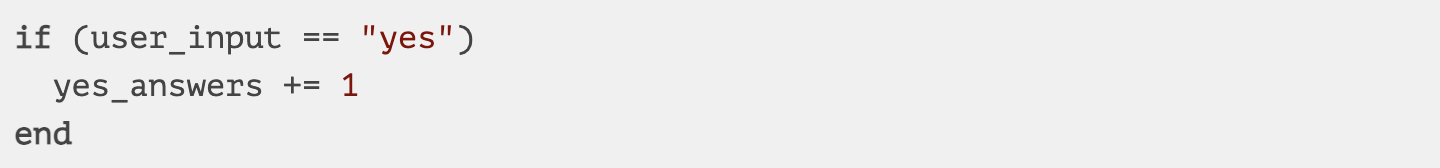 if (user_input == "yes")
  yes_answers += 1
end